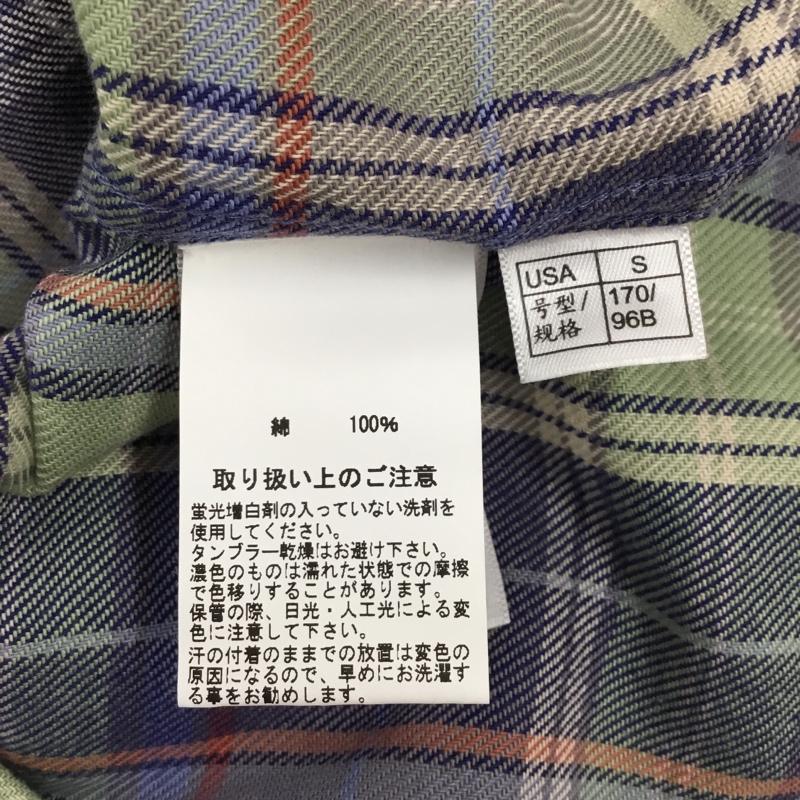 綿 100%
取り扱い上のご注意
蛍光増白剤の入っていない洗剤を
使用してください。
タンブラー乾燥はお避け下さい。
濃色のものは濡れた状態での摩擦
で色移りすることがあります。
保管の際、日光・人工光による変
色に注意して下さい。
汗の付着のままでの放置は変色の
原因になるので、早めにお洗濯す
る事をお勧めします。
USA S
号型/ 170/
规格 96B